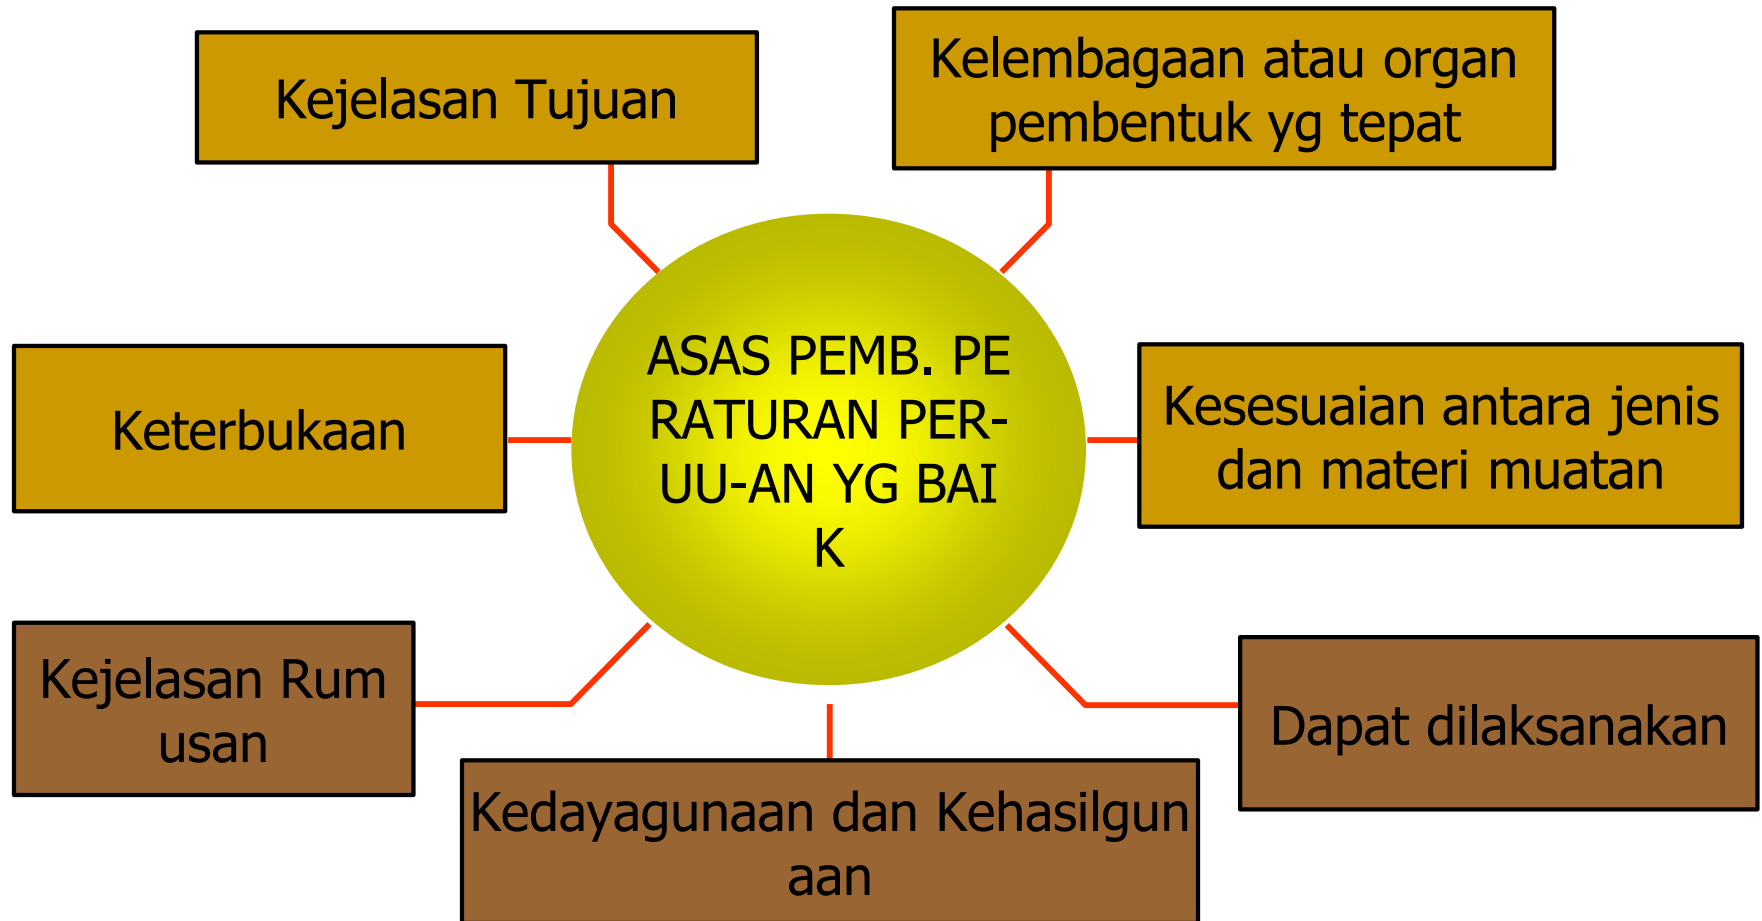 Kejelasan Tujuan
Kelembagaan atau organ
pembentuk yg tepat
ASAS PEMB. PE
RATURAN PER-
UU-AN YG BAI
K
Keterbukaan
Kesesuaian antara jenis
dan materi muatan
Kejelasan Rum
usan
Dapat dilaksanakan
Kedayagunaan dan Kehasilgun
aan